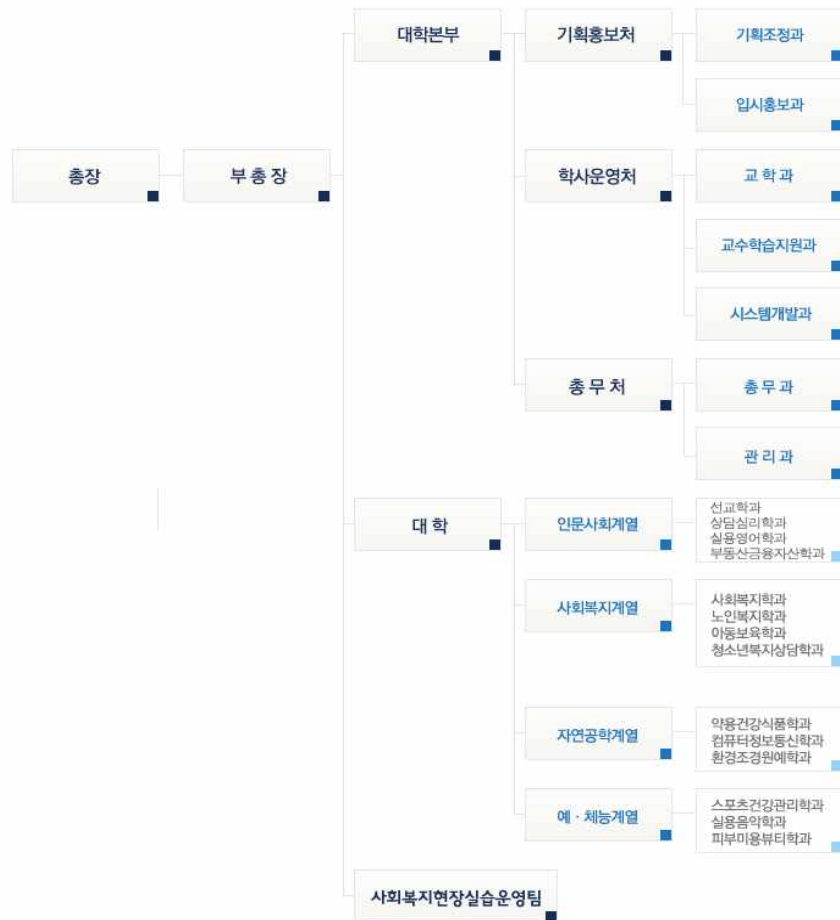 총장
부 총 장
대학본부
기획홍보처
기획조정과
입시홍보과
학사운영처
교 학 과
교수학습지원과
시스템개발과
총 무 처
총 무 과
관 리 과
대 학
인문사회계열
선교학과
상담심리학과
실용영어학과
부동산금융자산학과
사회복지계열
사회복지학과
노인복지학과
아동보육학과
청소년복지상담학과
자연공학계열
약용건강식품학과
컴퓨터정보통신학과
환경조경원예학과
예 · 체능계열
스포츠건강관리학과
실용음악학과
피부미용뷰티학과
사회복지현장실습운영팀